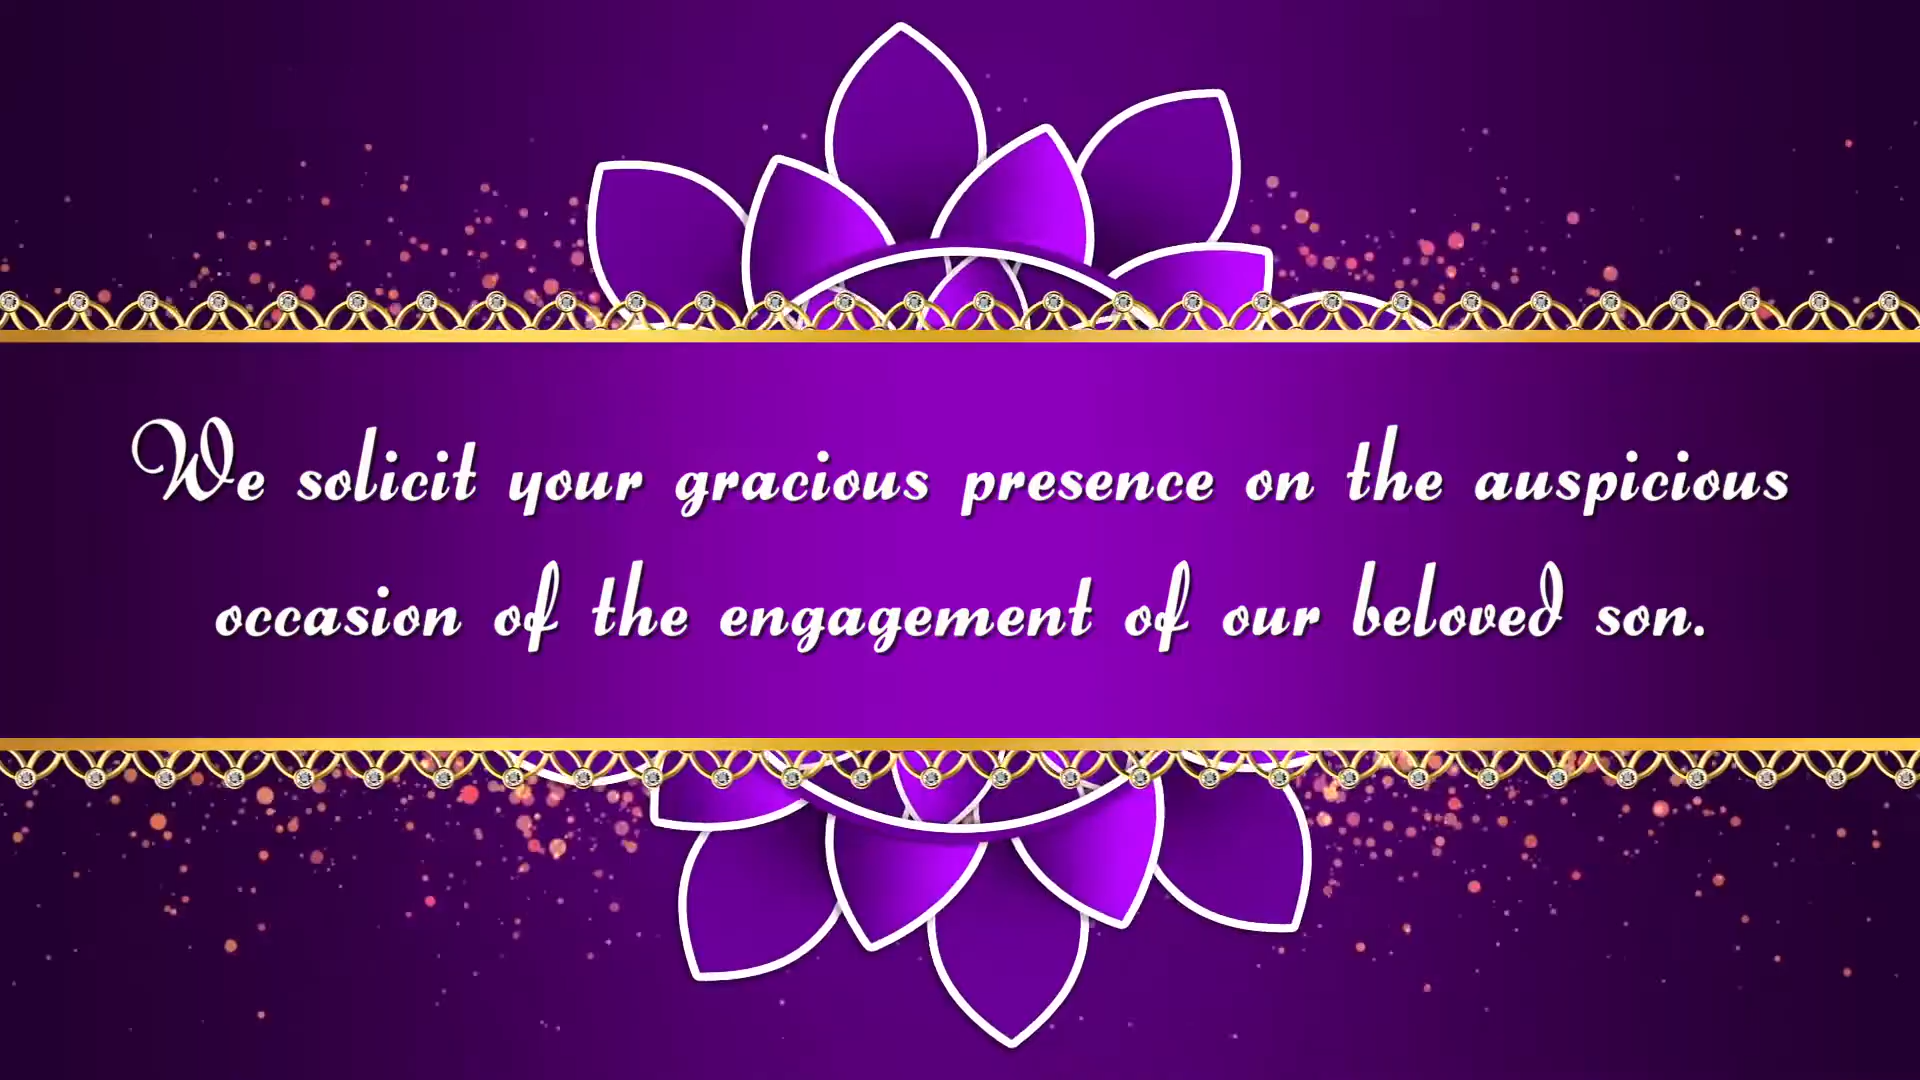 We solicit your gracious presence on the auspicious
occasion of the engagement of our beloved son.